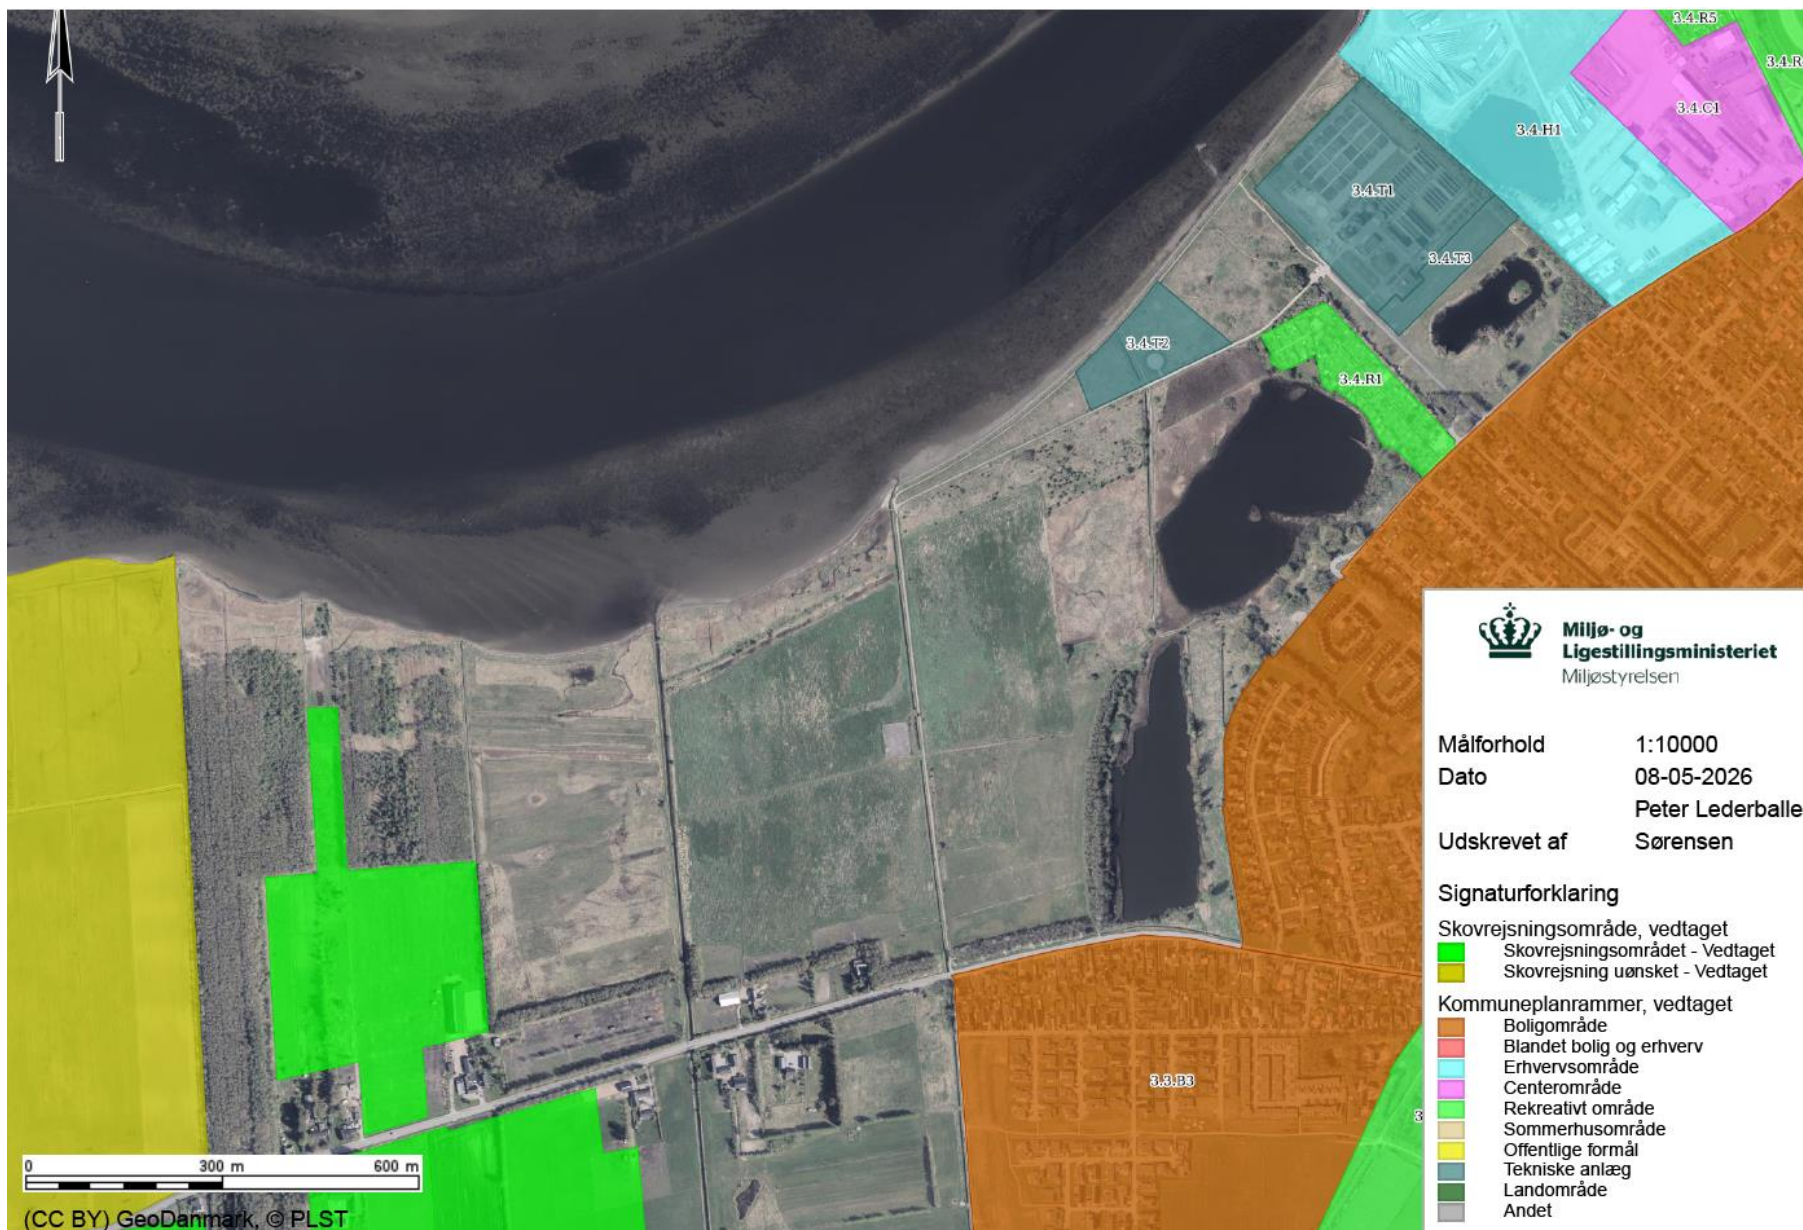 3.4.R5
3.4.R
3.4.C1
3.4.H1
3.4.T1
3.4.T3
3.4.T2
3.4.R1
Miljø- og
Ligestillingsministeriet
Miljøstyrelsen
Målforhold 1:10000
Dato 08-05-2026
Peter Lederballe
Udskrevet af Sørensen
Signaturforklaring
Skovrejsningsområde, vedtaget
Skovrejsningsområdet - Vedtaget
Skovrejsning uønsket - Vedtaget
Kommuneplanrammer, vedtaget
Boligområde
Blandet bolig og erhverv
Erhvervsområde
Centerområde
Rekreativt område
Sommerhusområde
Offentlige formål
Tekniske anlæg
Landområde
Andet
3.3.B3
3
0 300 m 600 m
(CC BY) GeoDanmark, © PLST